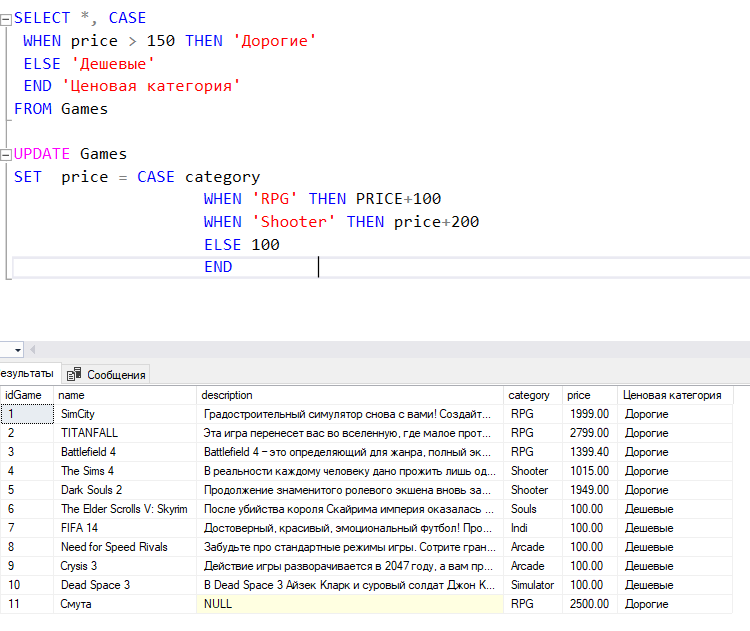 SELECT *, CASE
WHEN price > 150 THEN 'Дорогие'
ELSE 'Дешевые'
END 'Ценовая категория'
FROM Games
UPDATE Games
SET price = CASE category
WHEN 'RPG' THEN PRICE+100
WHEN 'Shooter' THEN price+200
ELSE 100
END
езультаты Сообщения
idGame name description category price Ценовая категория
1 SimCity Градостроительный симулятор снова с вами! Создайт... RPG 1999.00 Дорогие
2 TITANFALL Эта игра перенесет вас во вселенную, где малое прот... RPG 2799.00 Дорогие
3 Battlefield 4 Battlefield 4 – это определяющий для жанра, полный эк... RPG 1399.40 Дорогие
4 The Sims 4 В реальности каждому человеку дано прожить лишь од... Shooter 1015.00 Дорогие
5 Dark Souls 2 Продолжение знаменитого ролевого экшена вновь за... Shooter 1949.00 Дорогие
6 The Elder Scrolls V: Skyrim После убийства короля Скайрима империя оказалась ... Souls 100.00 Дешевые
7 FIFA 14 Достоверный, красивый, эмоциональный футбол! Про... Indi 100.00 Дешевые
8 Need for Speed Rivals Забудьте про стандартные режимы игры. Сотрите гран... Arcade 100.00 Дешевые
9 Crysis 3 Действие игры разворачивается в 2047 году, а вам пр... Arcade 100.00 Дешевые
10 Dead Space 3 В Dead Space 3 Айзек Кларк и суровый солдат Джон К... Simulator 100.00 Дешевые
11 Смута NULL RPG 2500.00 Дорогие